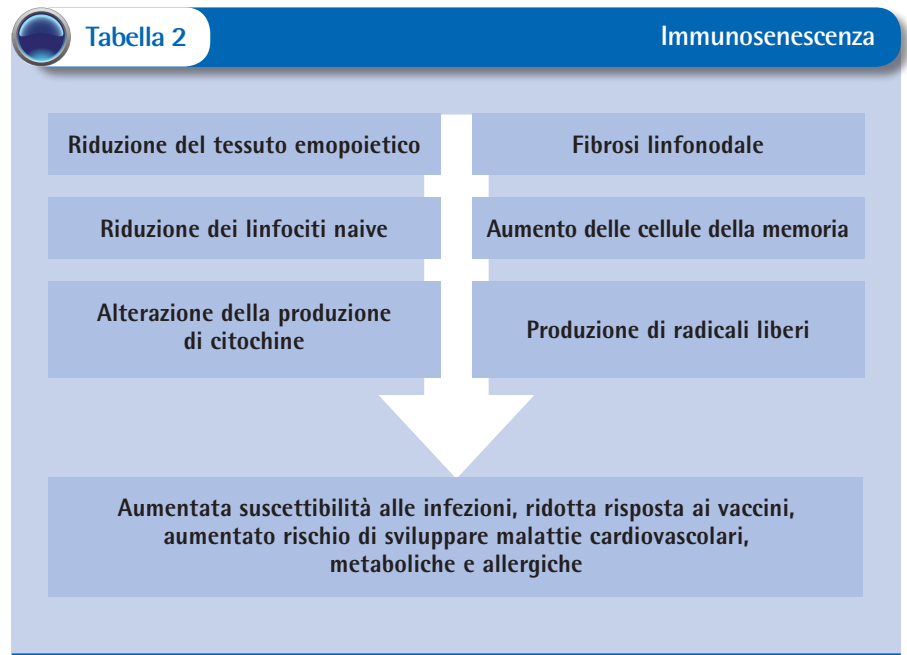 Tabella 2
Immunosenescenza
Riduzione del tessuto emopoietico
Fibrosi linfonodale
Riduzione dei linfociti naive
Aumento delle cellule della memoria
Alterazione della produzione
di citochine
Produzione di radicali liberi
Aumentata suscettibilità alle infezioni, ridotta risposta ai vaccini,
aumentato rischio di sviluppare malattie cardiovascolari,
metaboliche e allergiche